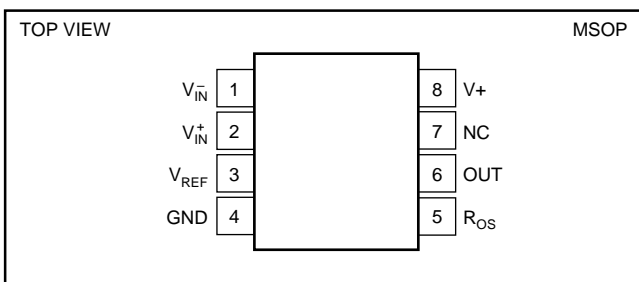 TOP VIEW MSOP
V⁻IN 1 8 V+
V⁺IN 2 7 NC
VREF 3 6 OUT
GND 4 5 ROS